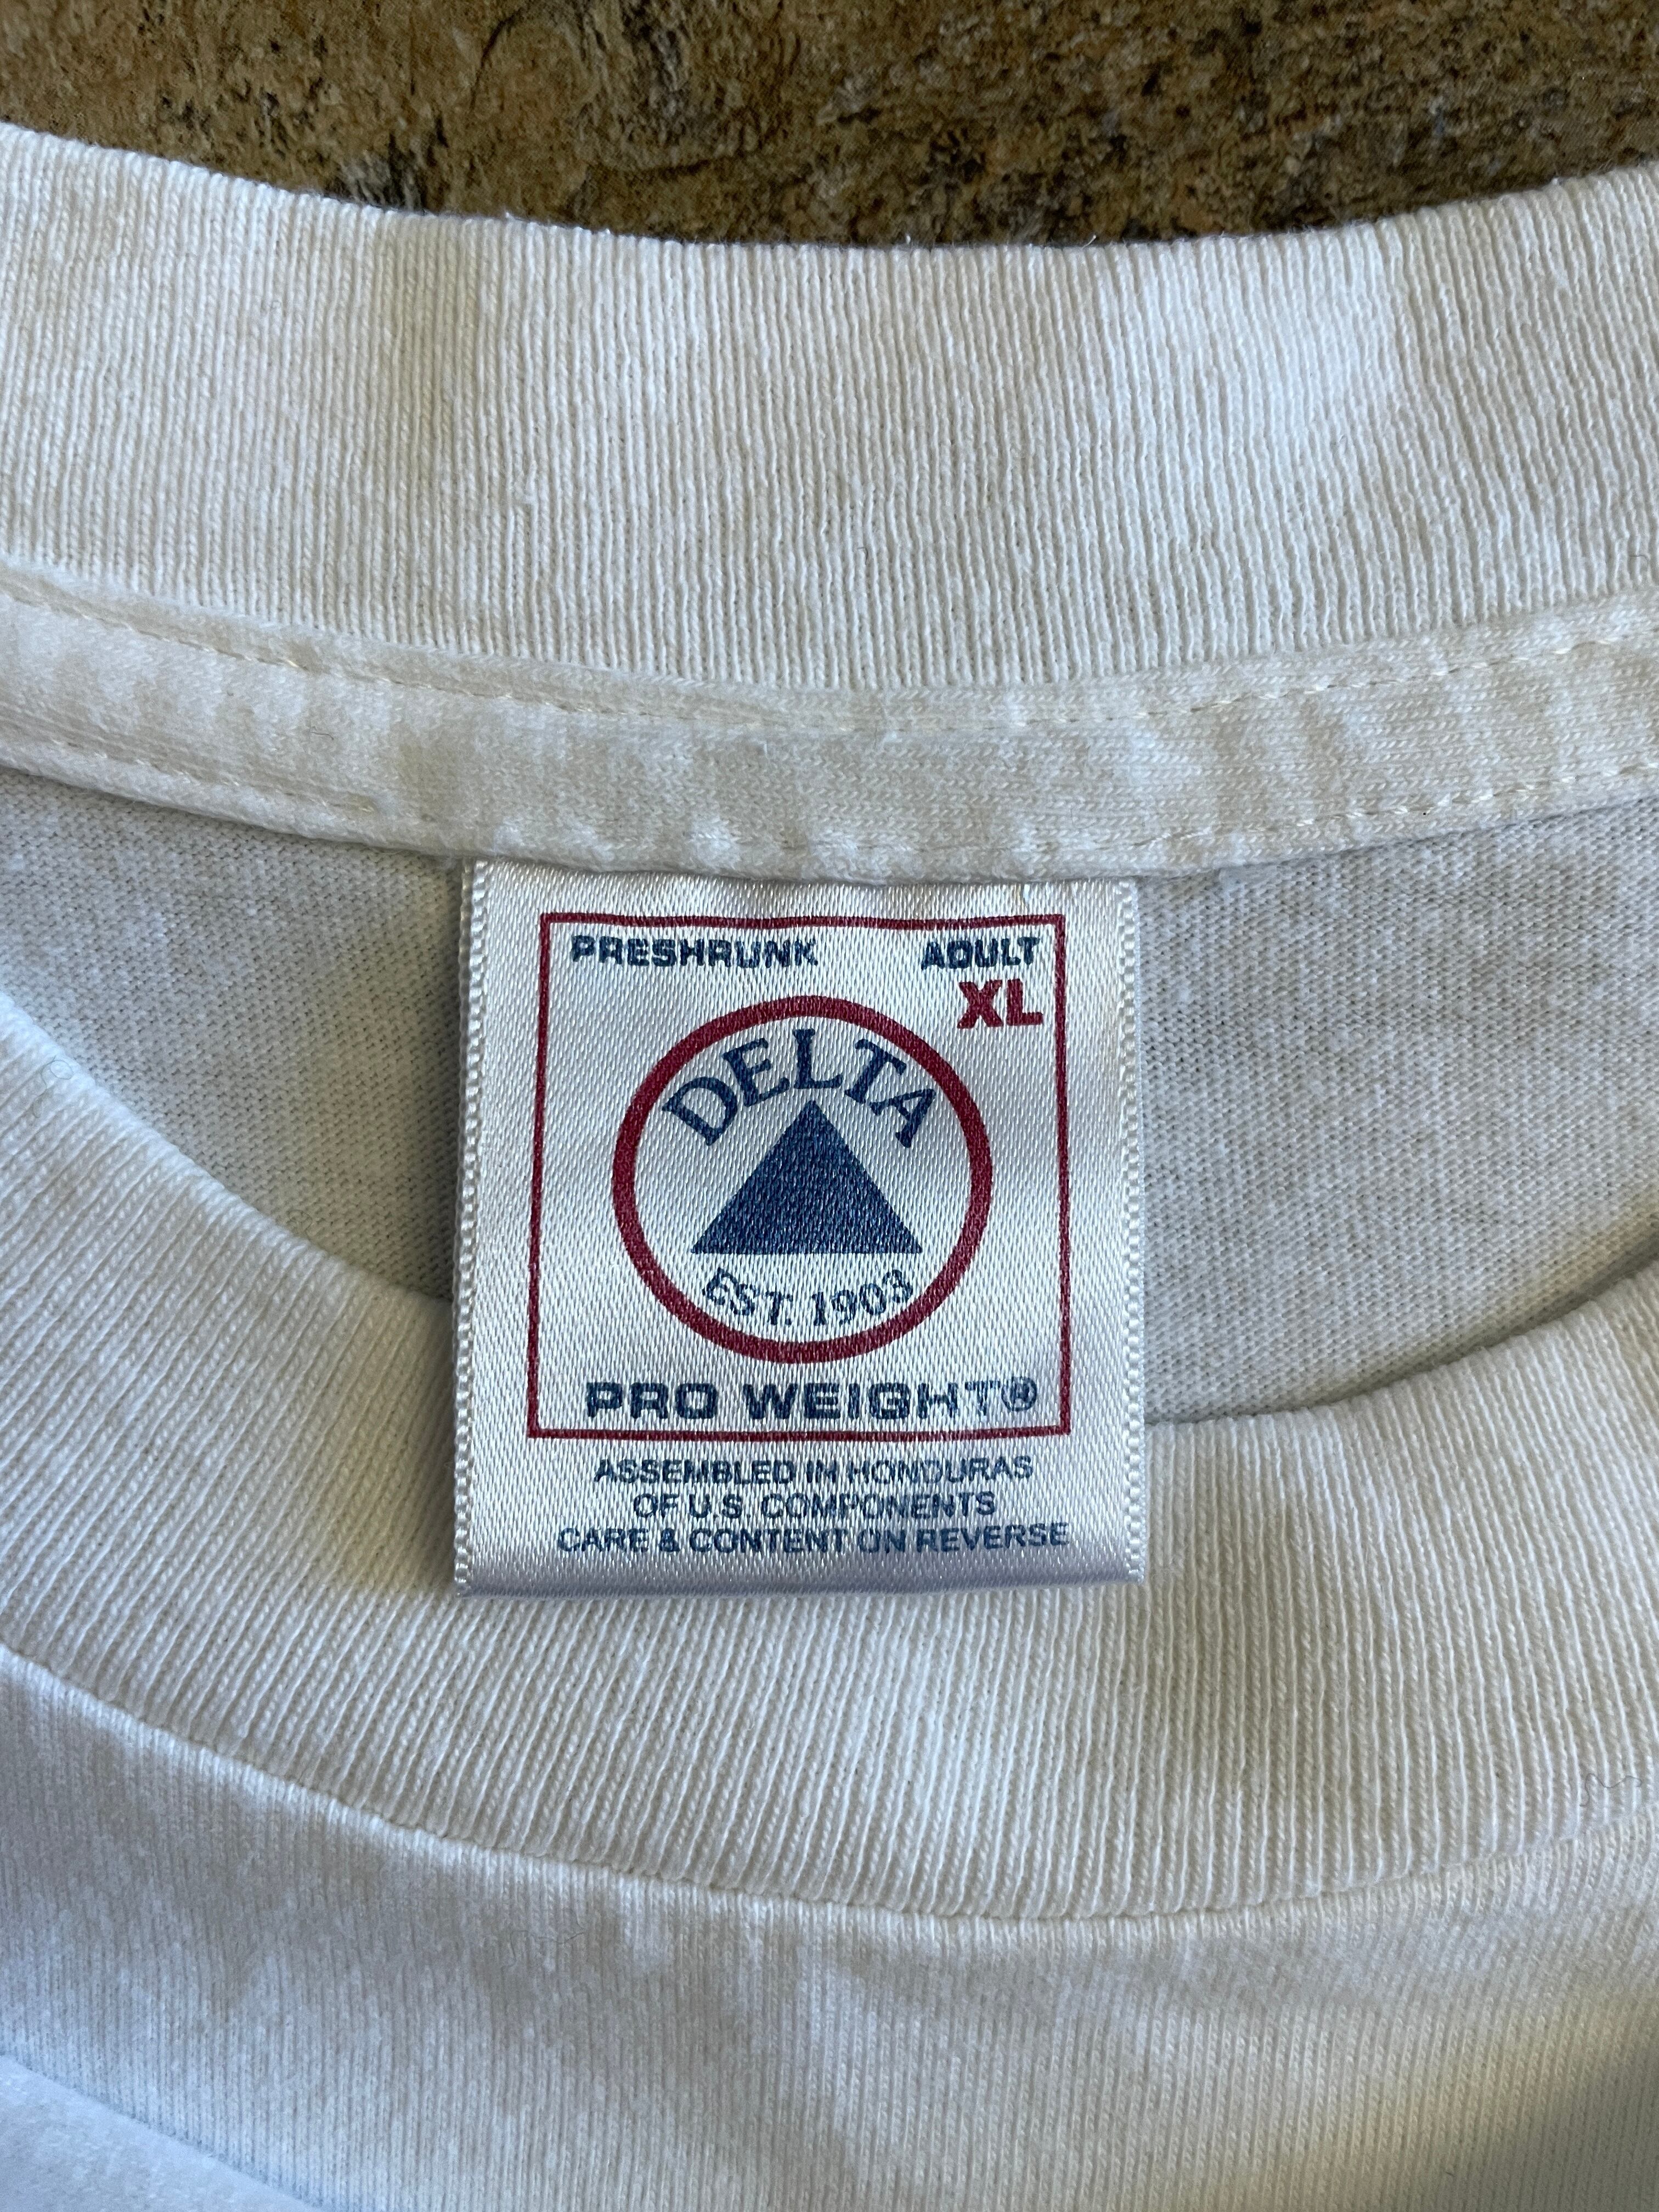 PRESHRUNK ADULT
XL
DELTA
EST. 1903
PRO WEIGHT®
ASSEMBLED IN HONDURAS
OF U.S. COMPONENTS
CARE & CONTENT ON REVERSE